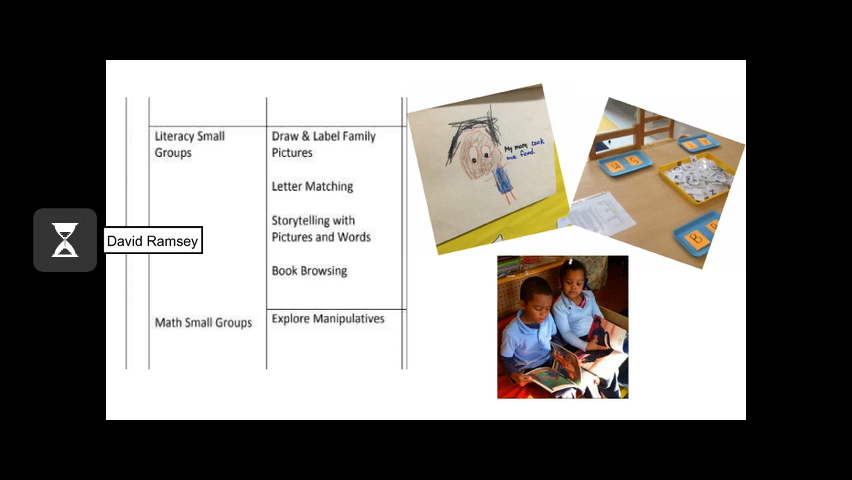 Literacy Small
Groups
Draw & Label Family
Pictures
Letter Matching
Storytelling with
Pictures and Words
Book Browsing
Math Small Groups
Explore Manipulatives
My mom cook
me food.
David Ramsey